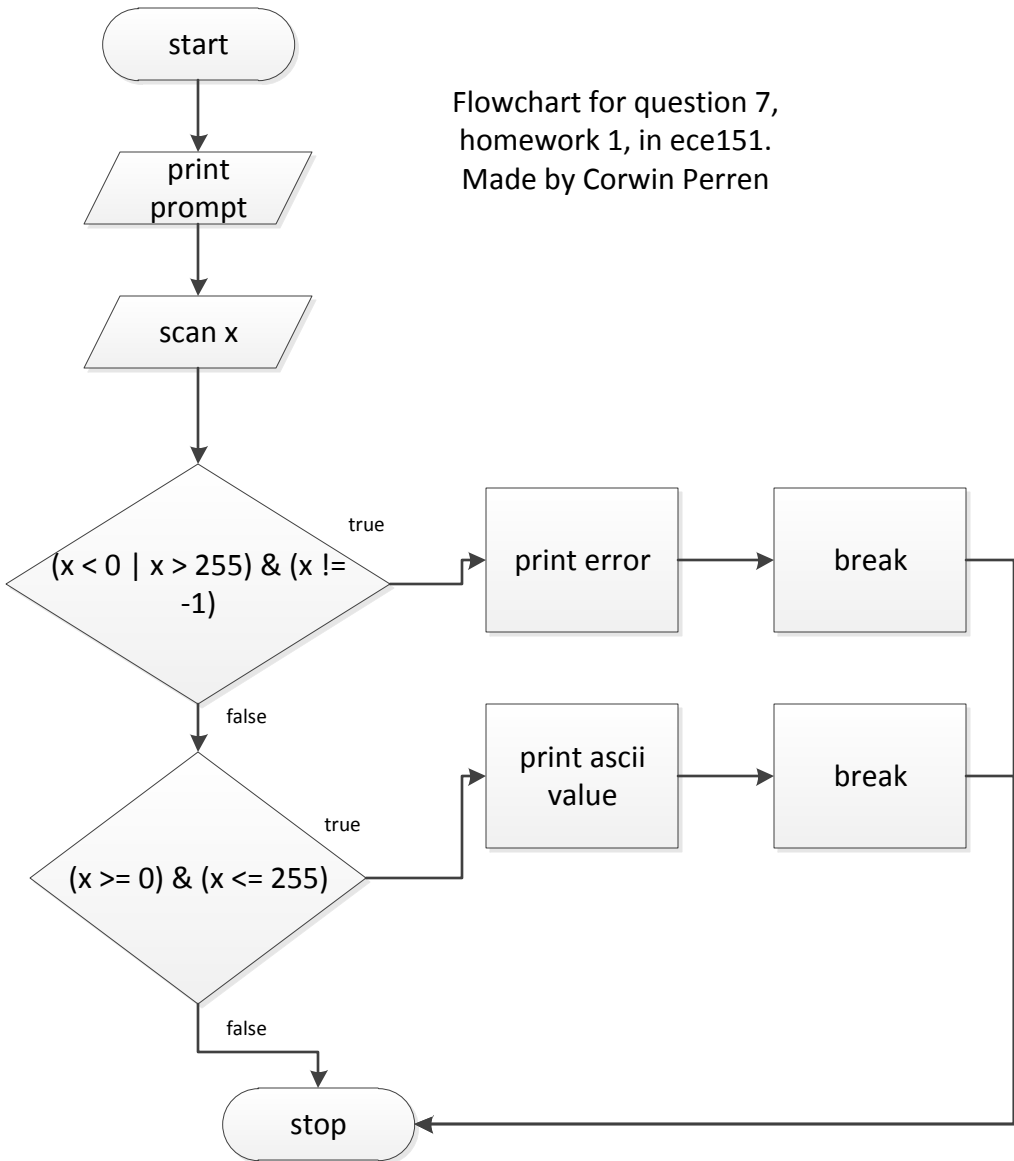 start
Flowchart for question 7,
homework 1, in ece151.
Made by Corwin Perren
print
prompt
scan x
(x < 0 | x > 255) & (x !=
-1)
true
print error
break
false
(x >= 0) & (x <= 255)
true
print ascii
value
break
false
stop